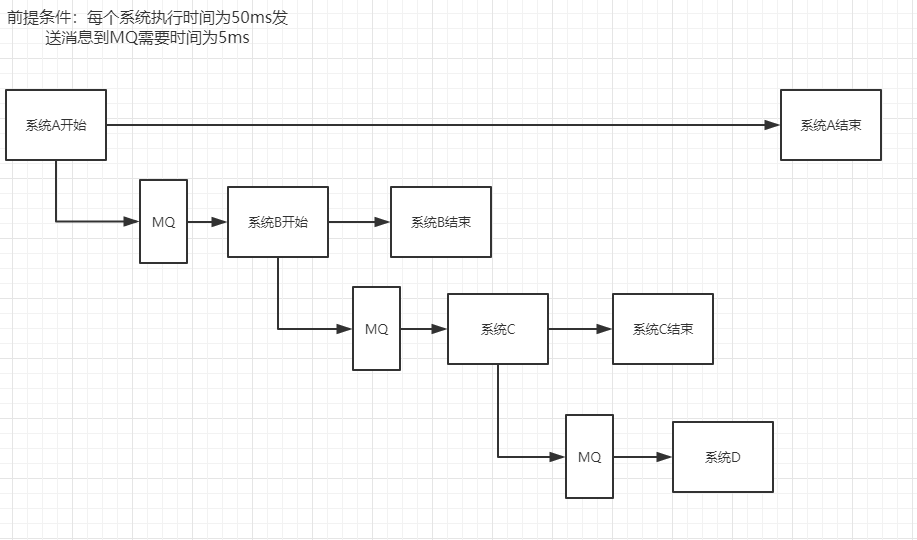 前提条件：每个系统执行时间为50ms发
送消息到MQ需要时间为5ms
系统A开始
系统A结束
MQ
系统B开始
系统B结束
MQ
系统C
系统C结束
MQ
系统D